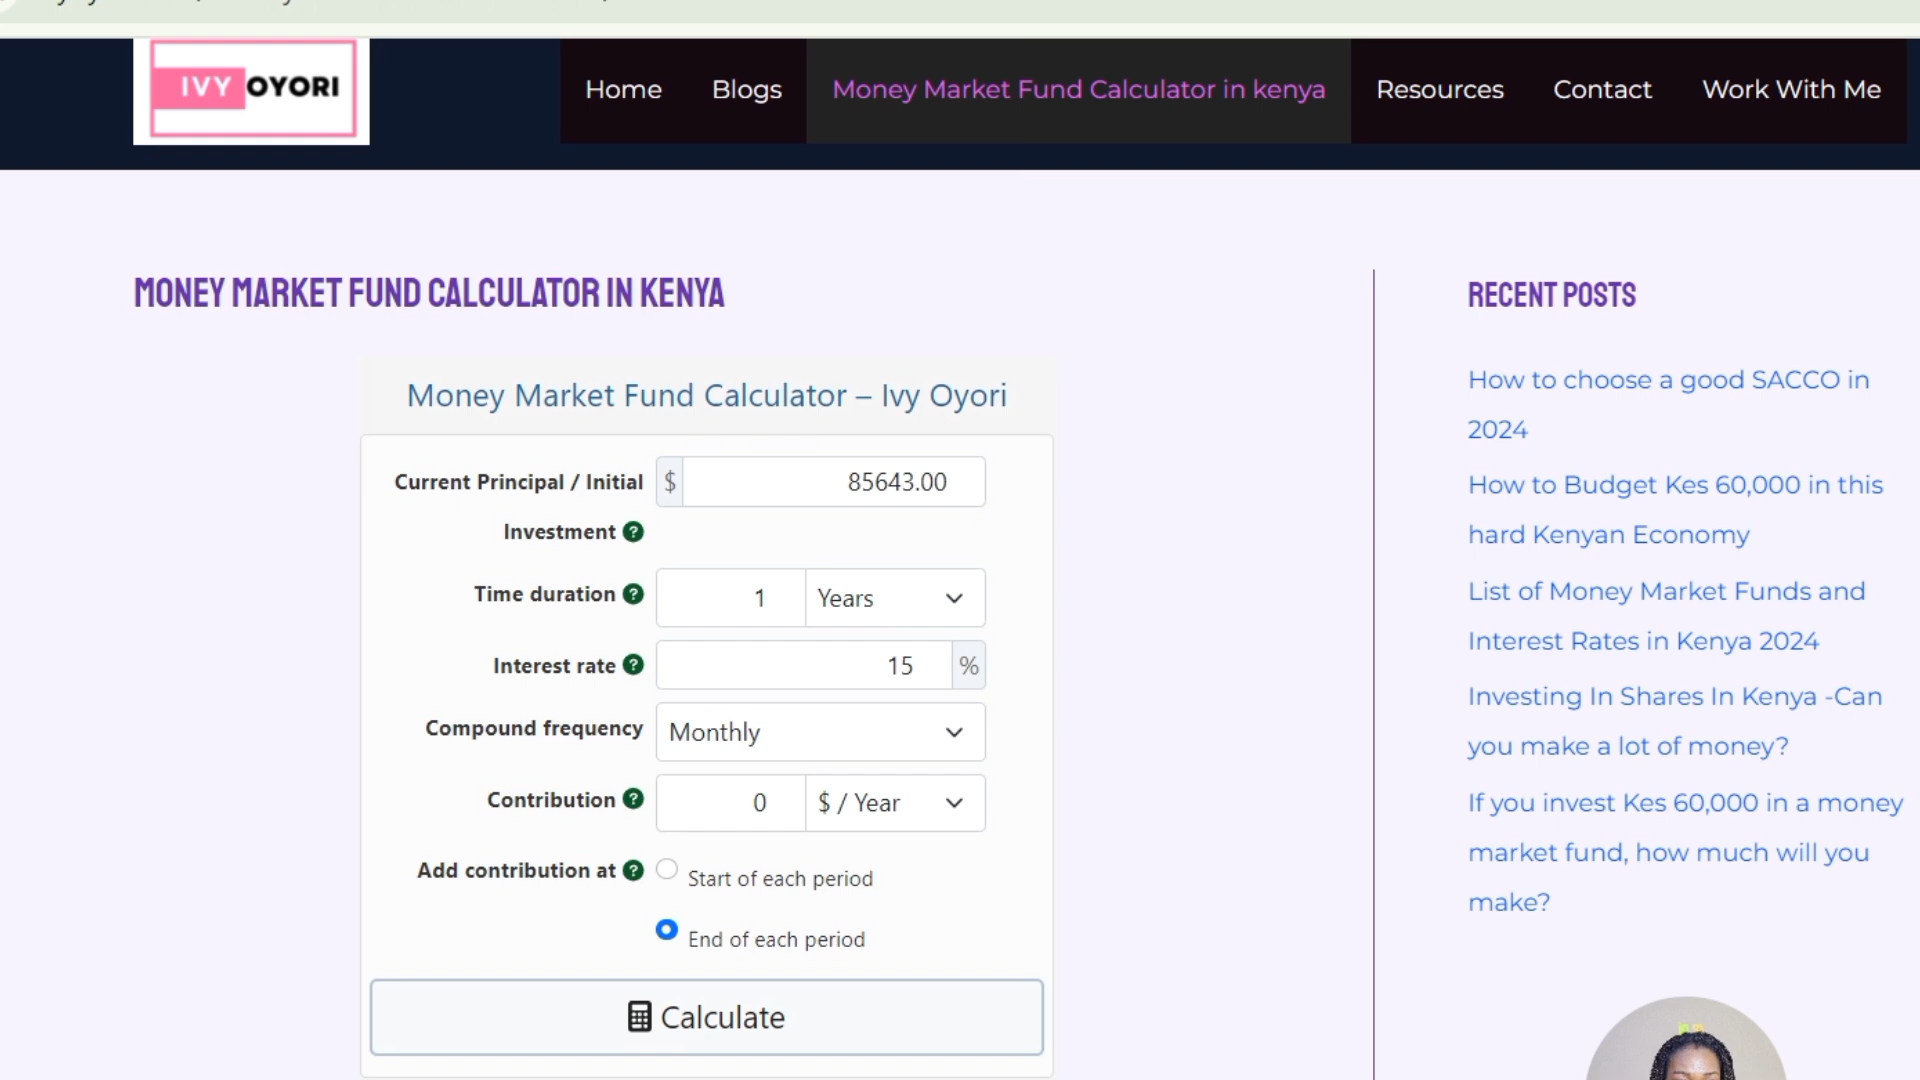 IVY OYORI
Home Blogs Money Market Fund Calculator in kenya Resources Contact Work With Me
MONEY MARKET FUND CALCULATOR IN KENYA
Money Market Fund Calculator – Ivy Oyori
Current Principal / Initial $ 85643.00
Investment ?
Time duration ? 1 Years
Interest rate ? 15 %
Compound frequency Monthly
Contribution ? 0 $ / Year
Add contribution at ? Start of each period
End of each period
Calculate
RECENT POSTS
How to choose a good SACCO in
2024
How to Budget Kes 60,000 in this
hard Kenyan Economy
List of Money Market Funds and
Interest Rates in Kenya 2024
Investing In Shares In Kenya -Can
you make a lot of money?
If you invest Kes 60,000 in a money
market fund, how much will you
make?